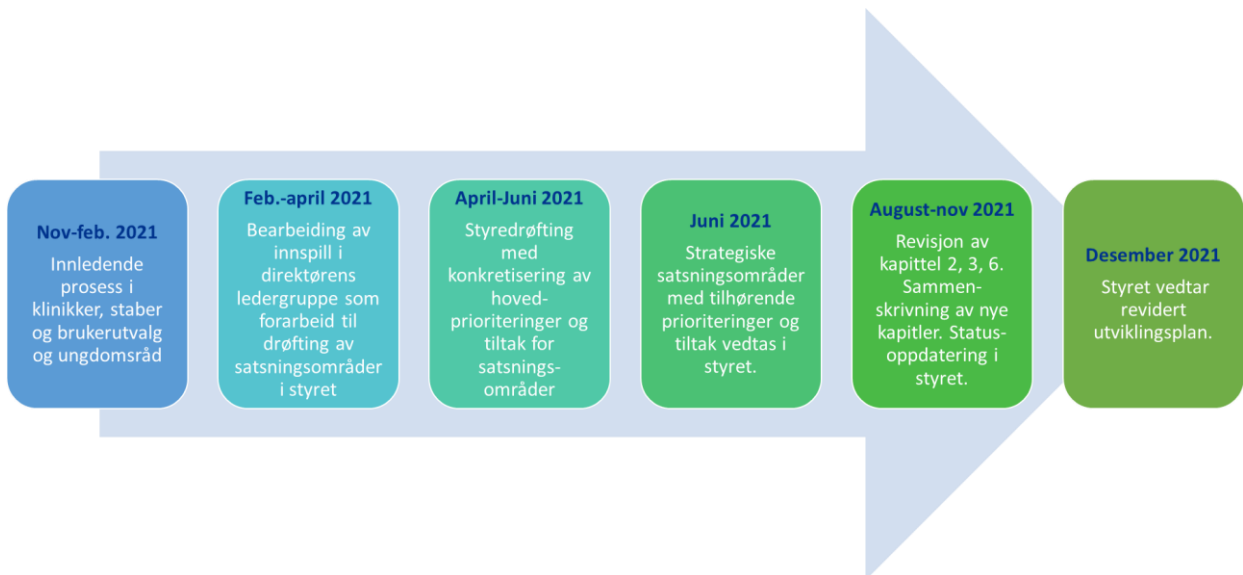 Nov-feb. 2021
Innledende
prosess i
klinikker, staber
og brukerutvalg
og ungdomsråd
Feb.-april 2021
Bearbeiding av
innspill i
direktørens
ledergruppe som
forarbeid til
drøfting av
satsningsområder
i styret
April-Juni 2021
Styredrøfting
med
konkretisering av
hoved-
prioriteringer og
tiltak for
satsnings-
områder
Juni 2021
Strategiske
satsningsområder
med tilhørende
prioriteringer og
tiltak vedtas i
styret.
August-nov 2021
Revisjon av
kapittel 2, 3, 6.
Sammen-
skrivning av nye
kapitler. Status-
oppdatering i
styret.
Desember 2021
Styret vedtar
revidert
utviklingsplan.